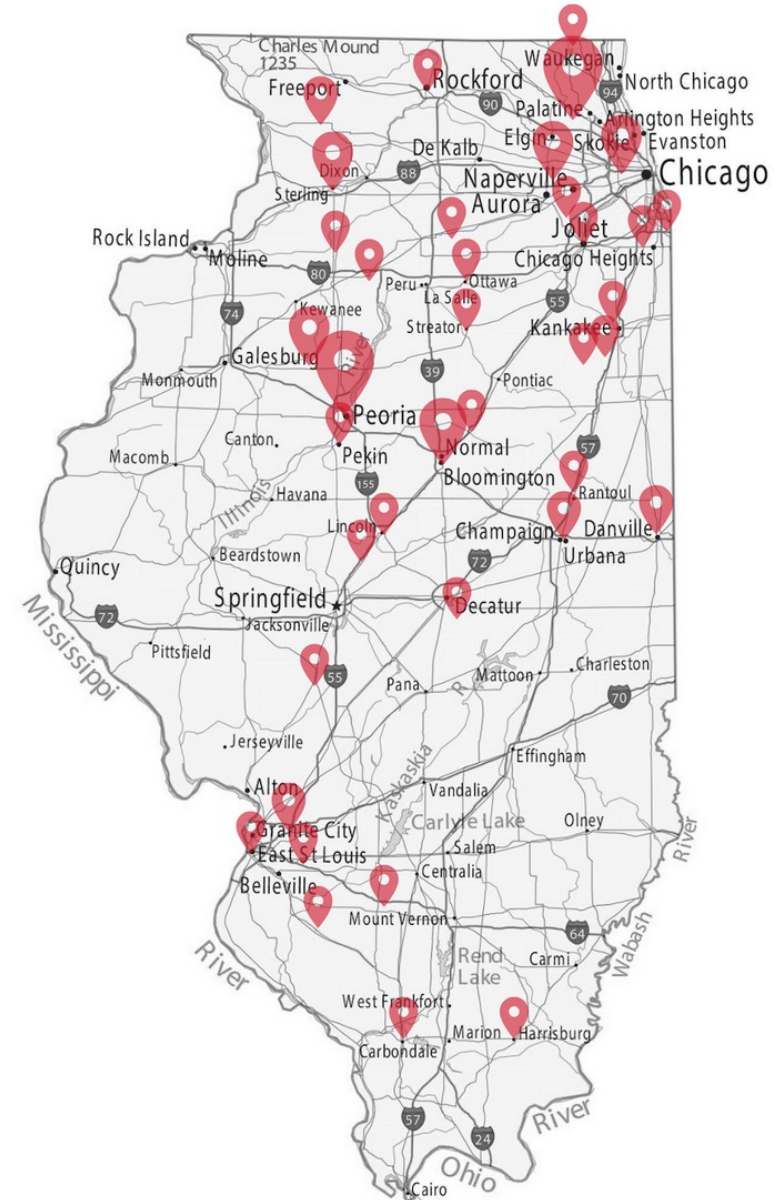 Charles Mound
1235
Waukegan
Freeport
Rockford
North Chicago
94
90
Palatine
Arlington Heights
Elgin
Skokie
Evanston
De Kalb
Dixon
88
Naperville
Chicago
Sterling
Aurora
Joliet
Rock Island
Moline
Chicago Heights
80
Peru
Ottawa
La Salle
55
Kewanee
74
Streator
Kankakee
River
Galesburg
39
Monmouth
Pontiac
Peoria
Canton
Normal
57
Macomb
Pekin
Bloomington
155
Havana
Rantoul
Illinois
Lincoln
Champaign
Danville
Beardstown
72
Urbana
Quincy
Springfield
Decatur
72
Jacksonville
Mississippi
Pittsfield
55
R
Pana
Mattoon
Charleston
70
Jerseyville
Effingham
Alton
Kaskaskia
Vandalia
Granite City
Carlyle Lake
Olney
River
East St Louis
Salem
Belleville
Centralia
Mount Vernon
64
Wabash
River
Rend
Lake
Carmi
West Frankfort
Marion
Harrisburg
Carbondale
57
24
River
Ohio
Cairo